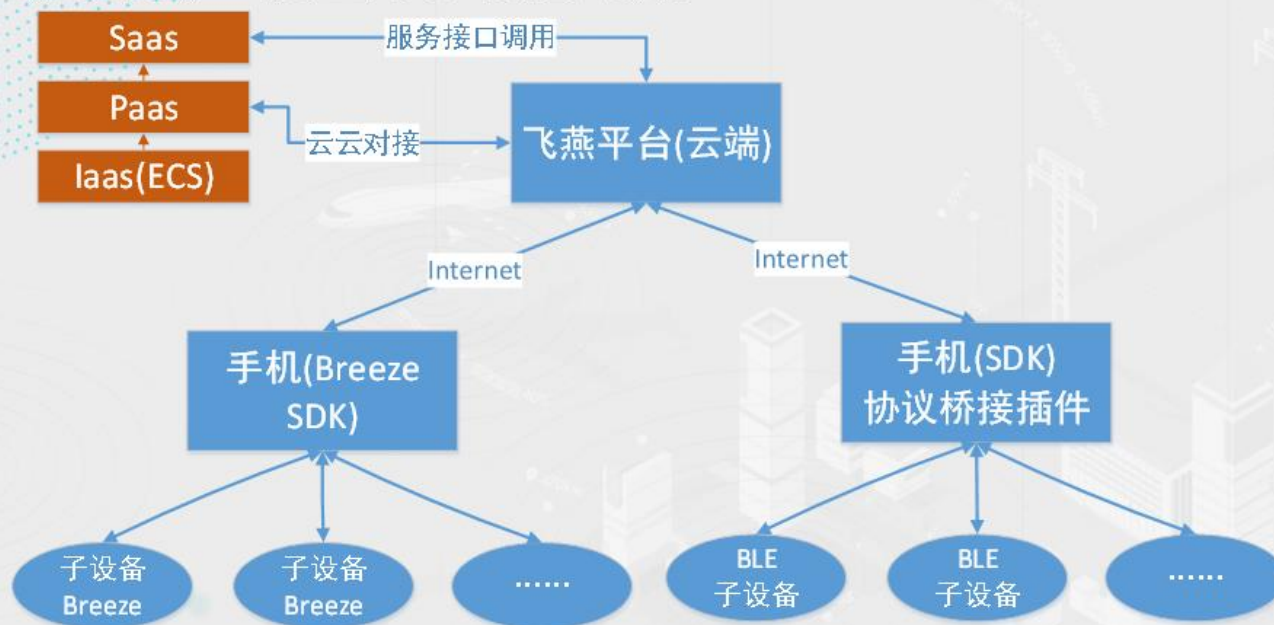 Saas
服务接口调用
Paas
云云对接
飞燕平台(云端)
Iaas(ECS)
Internet
Internet
手机(Breeze
SDK)
手机(SDK)
协议桥接插件
子设备
Breeze
子设备
Breeze
......
BLE
子设备
BLE
子设备
......